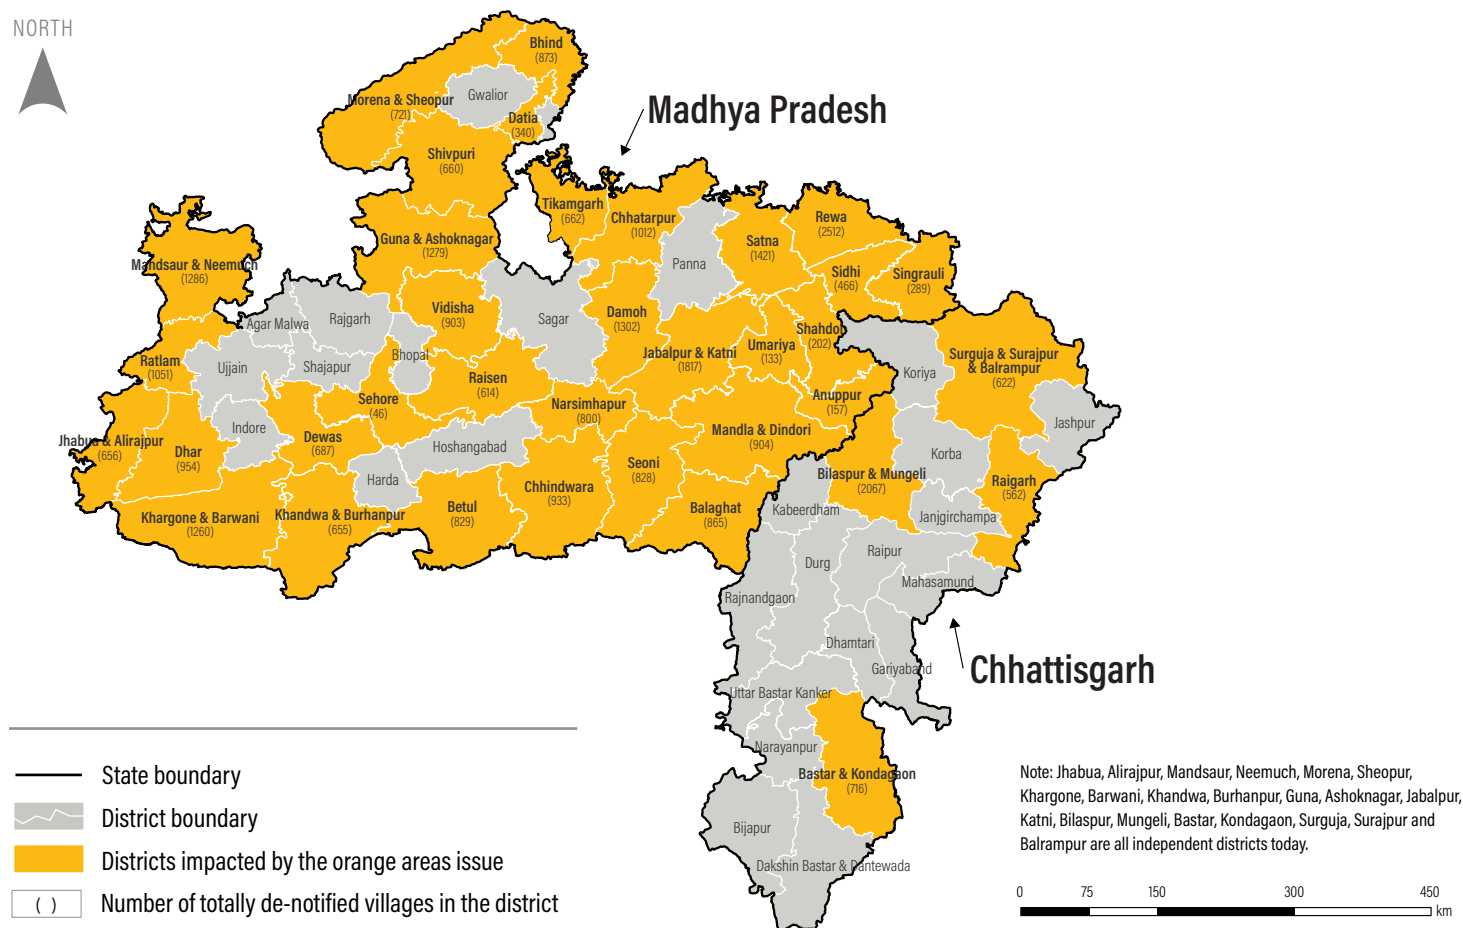 NORTH
Bhind
(873)
Gwalior
Morena & Sheopur
(721)
Datia
(340)
Madhya Pradesh
Shivpuri
(660)
Tikamgarh
(662)
Chhatarpur
(1012)
Rewa
(2512)
Guna & Ashoknagar
(1279)
Satna
(1421)
Panna
Mandsaur & Neemuch
(1286)
Sidhi
(466)
Singrauli
(289)
Vidisha
(903)
Sagar
Damoh
(1302)
Agar Malwa
Rajgarh
Shahdol
(202)
Umariya
(133)
Jabalpur & Katni
(1817)
Bhopal
Surguja & Surajpur
& Balrampur
(622)
Ratlam
(1051)
Ujjain
Shajapur
Koriya
Raisen
(614)
Sehore
(46)
Narsimhapur
(800)
Anuppur
(157)
Jashpur
Indore
Mandla & Dindori
(904)
Jhabua & Alirajpur
(656)
Dhar
(954)
Dewas
(687)
Hoshangabad
Korba
Seoni
(828)
Harda
Bilaspur & Mungeli
(2067)
Raigarh
(562)
Chhindwara
(933)
Betul
(829)
Balaghat
(865)
Kabeerdham
Janjgirchampa
Khargone & Barwani
(1260)
Khandwa & Burhanpur
(655)
Raipur
Durg
Mahasamund
Rajnandgaon
Dhamtari
Gariyaband
Chhattisgarh
Uttar Bastar Kanker
Narayanpur
Bastar & Kondagaon
(716)
Bijapur
Dakshin Bastar & Dantewada
State boundary
District boundary
Districts impacted by the orange areas issue
( ) Number of totally de-notified villages in the district
Note: Jhabua, Alirajpur, Mandsaur, Neemuch, Morena, Sheopur,
Khargone, Barwani, Khandwa, Burhanpur, Guna, Ashoknagar, Jabalpur,
Katni, Bilaspur, Mungeli, Bastar, Kondagaon, Surguja, Surajpur and
Balrampur are all independent districts today.
0 75 150 300 450
km